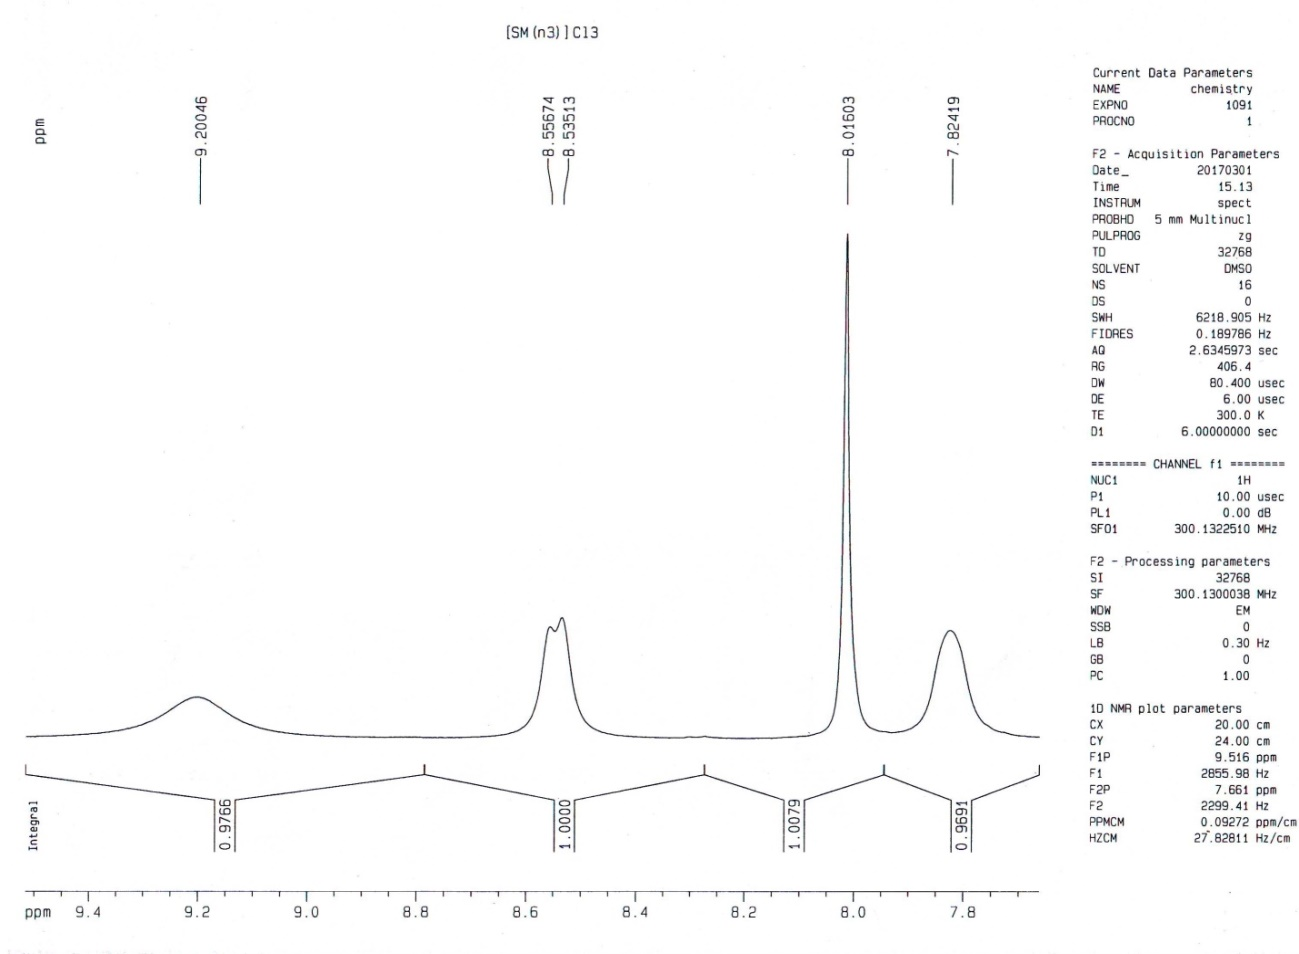 [SM(n3)]Cl3
ppm
9.20046
8.55674
8.53513
8.01603
7.82419
Current Data Parameters
NAME chemistry
EXPNO 1091
PROCNO 1
F2 - Acquisition Parameters
Date_ 20170301
Time 15.13
INSTRUM spect
PROBHD 5 mm Multinucl
PULPROG zg
TD 32768
SOLVENT DMSO
NS 16
DS 0
SWH 6218.905 Hz
FIDRES 0.189786 Hz
AQ 2.6345973 sec
RG 406.4
DW 80.400 usec
DE 6.00 usec
TE 300.0 K
D1 6.00000000 sec
======== CHANNEL f1 ========
NUC1 1H
P1 10.00 usec
PL1 0.00 dB
SFO1 300.1322510 MHz
F2 - Processing parameters
SI 32768
SF 300.1300038 MHz
WDW EM
SSB 0
LB 0.30 Hz
GB 0
PC 1.00
1D NMR plot parameters
CX 20.00 cm
CY 24.00 cm
F1P 9.516 ppm
F1 2855.98 Hz
F2P 7.661 ppm
F2 2299.41 Hz
PPMCM 0.09272 ppm/cm
HZCM 27.82811 Hz/cm
Integral
0.9766
1.0000
1.0079
0.9691
ppm 9.4 9.2 9.0 8.8 8.6 8.4 8.2 8.0 7.8